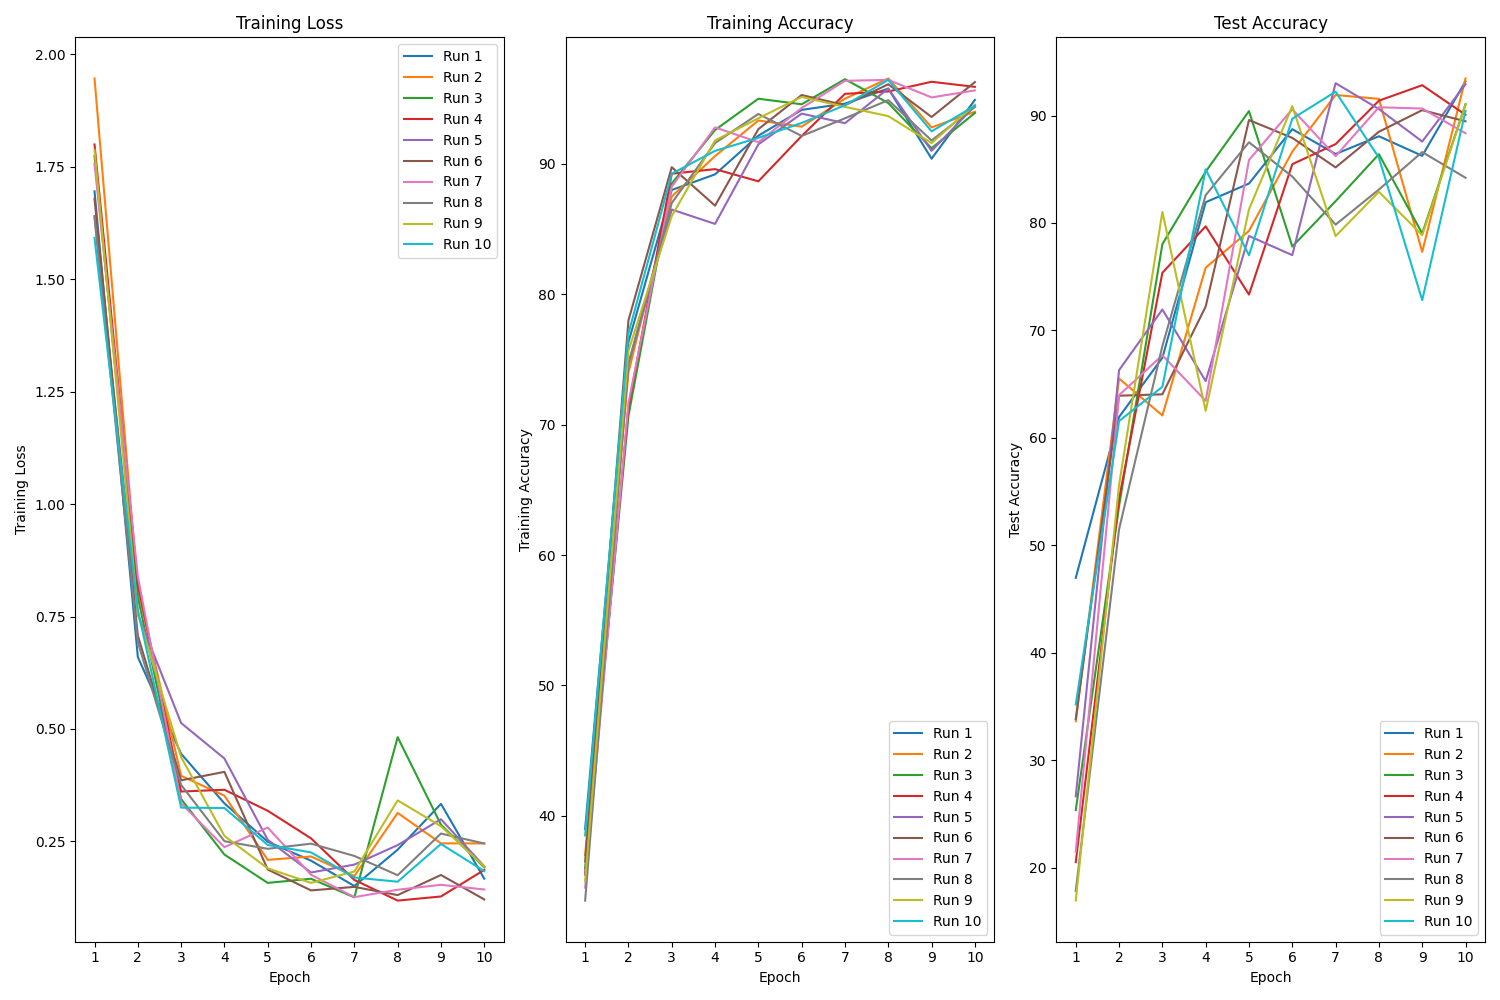 Training Loss
Training Loss
2.00
1.75
1.50
1.25
1.00
0.75
0.50
0.25
1 2 3 4 5 6 7 8 9 10
Epoch
Run 1
Run 2
Run 3
Run 4
Run 5
Run 6
Run 7
Run 8
Run 9
Run 10
Training Accuracy
Training Accuracy
90
80
70
60
50
40
1 2 3 4 5 6 7 8 9 10
Epoch
Run 1
Run 2
Run 3
Run 4
Run 5
Run 6
Run 7
Run 8
Run 9
Run 10
Test Accuracy
Test Accuracy
90
80
70
60
50
40
30
20
1 2 3 4 5 6 7 8 9 10
Epoch
Run 1
Run 2
Run 3
Run 4
Run 5
Run 6
Run 7
Run 8
Run 9
Run 10